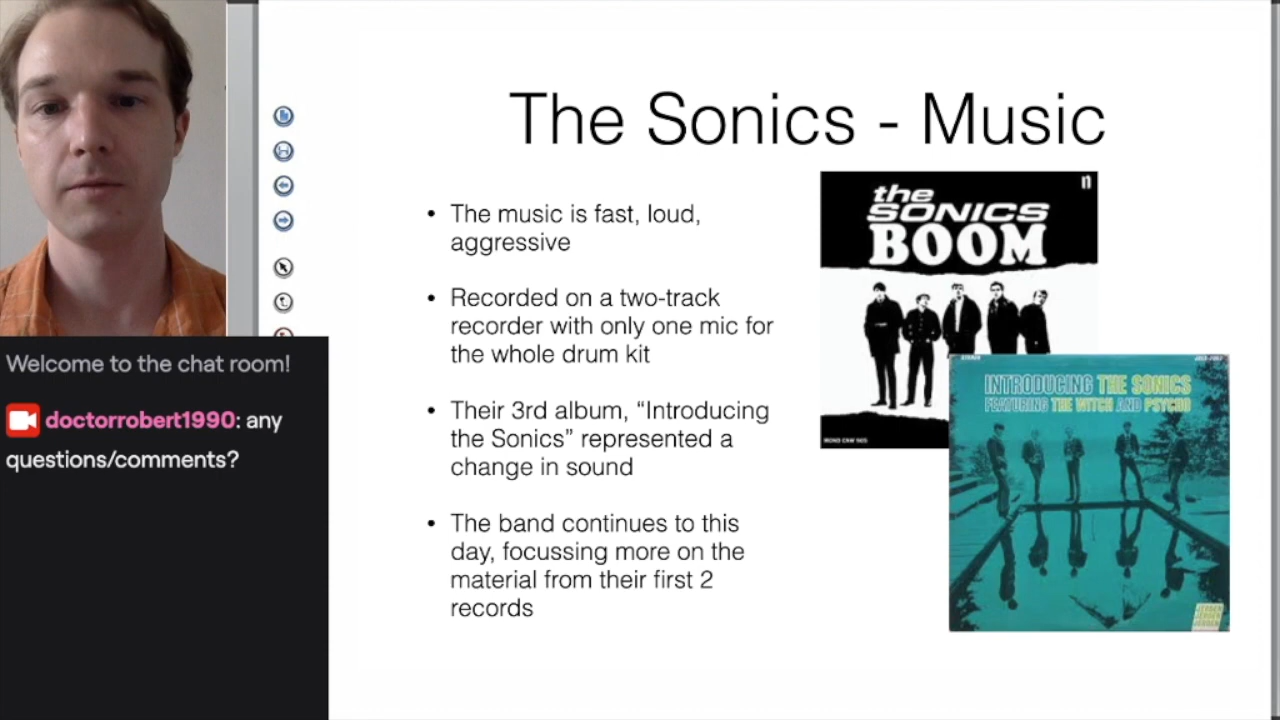 The Sonics - Music
• The music is fast, loud,
aggressive
• Recorded on a two-track
recorder with only one mic for
the whole drum kit
• Their 3rd album, “Introducing
the Sonics” represented a
change in sound
• The band continues to this
day, focussing more on the
material from their first 2
records
the
SONICS
BOOM
INTRODUCING THE SONICS
FEATURING THE WITCH AND PSYCHO
JERDEN
JERDEN
JERDEN
Welcome to the chat room!
doctorrobert1990: any
questions/comments?